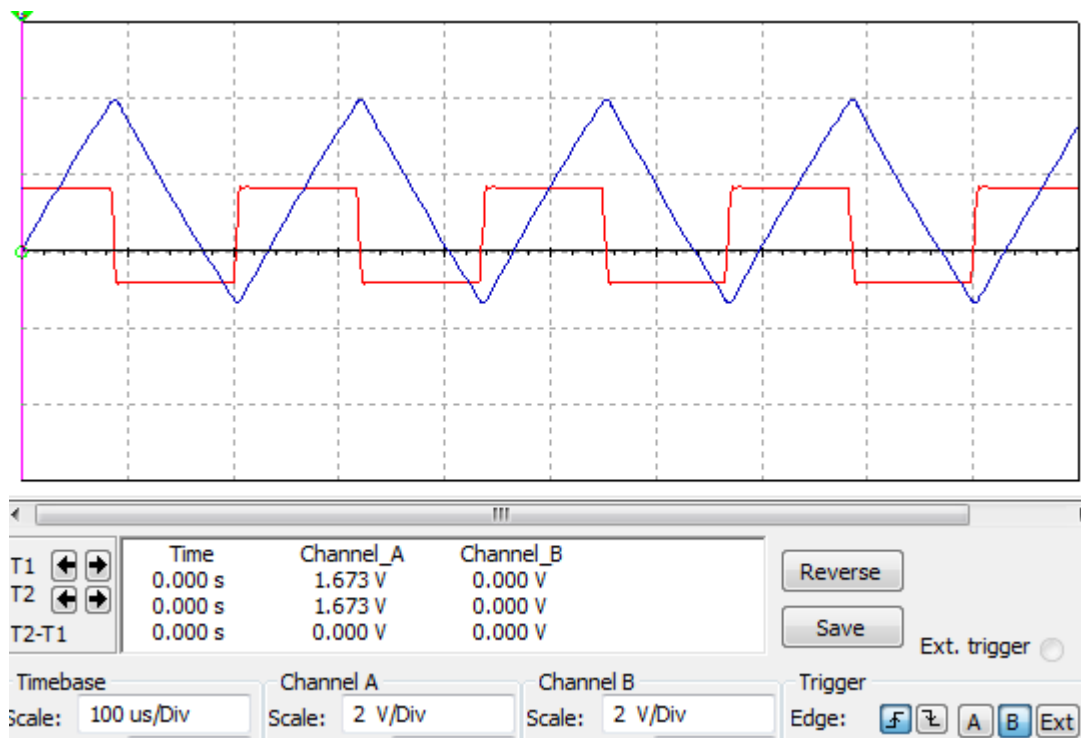 Time Channel_A Channel_B
T1 0.000 s 1.673 V 0.000 V
T2 0.000 s 1.673 V 0.000 V
T2-T1 0.000 s 0.000 V 0.000 V
Reverse
Save
Ext. trigger
Timebase Channel A Channel B Trigger
Scale: 100 us/Div Scale: 2 V/Div Scale: 2 V/Div Edge: A B Ext